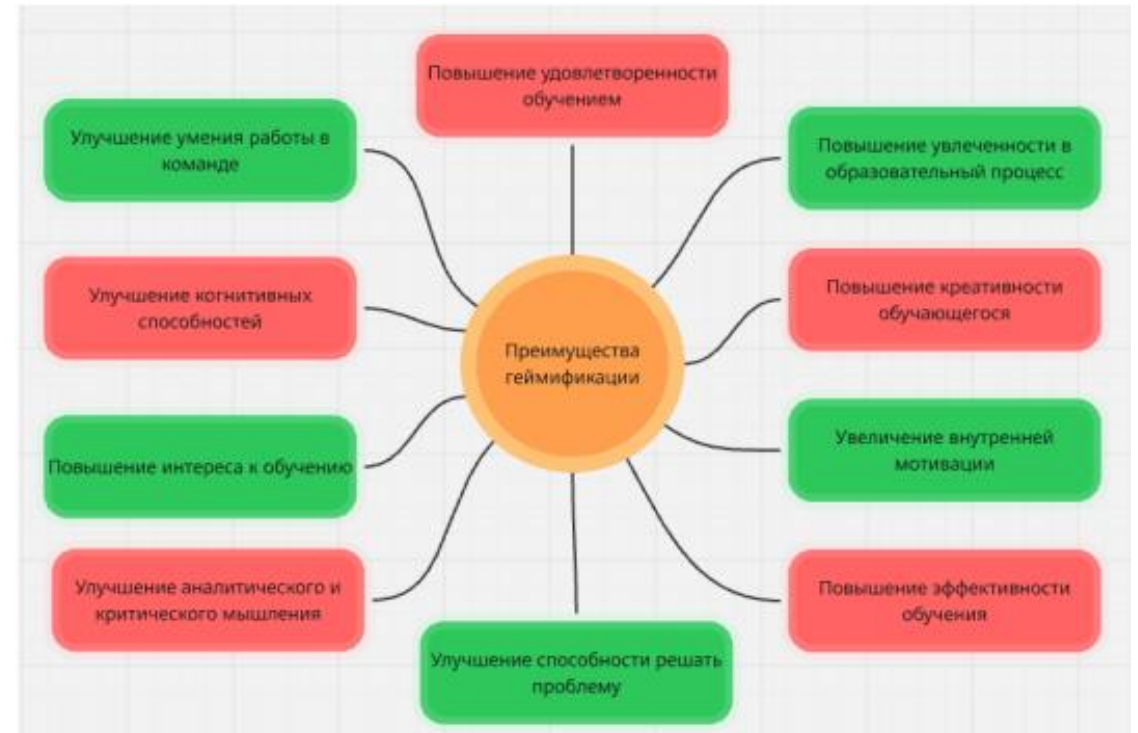 Повышение удовлетворенности
обучением
Улучшение умения работы в
команде
Повышение увлеченности в
образовательный процесс
Улучшение когнитивных
способностей
Повышение креативности
обучающегося
Преимущества
геймификации
Повышение интереса к обучению
Увеличение внутренней
мотивации
Улучшение аналитического и
критического мышления
Повышение эффективности
обучения
Улучшение способности решать
проблему